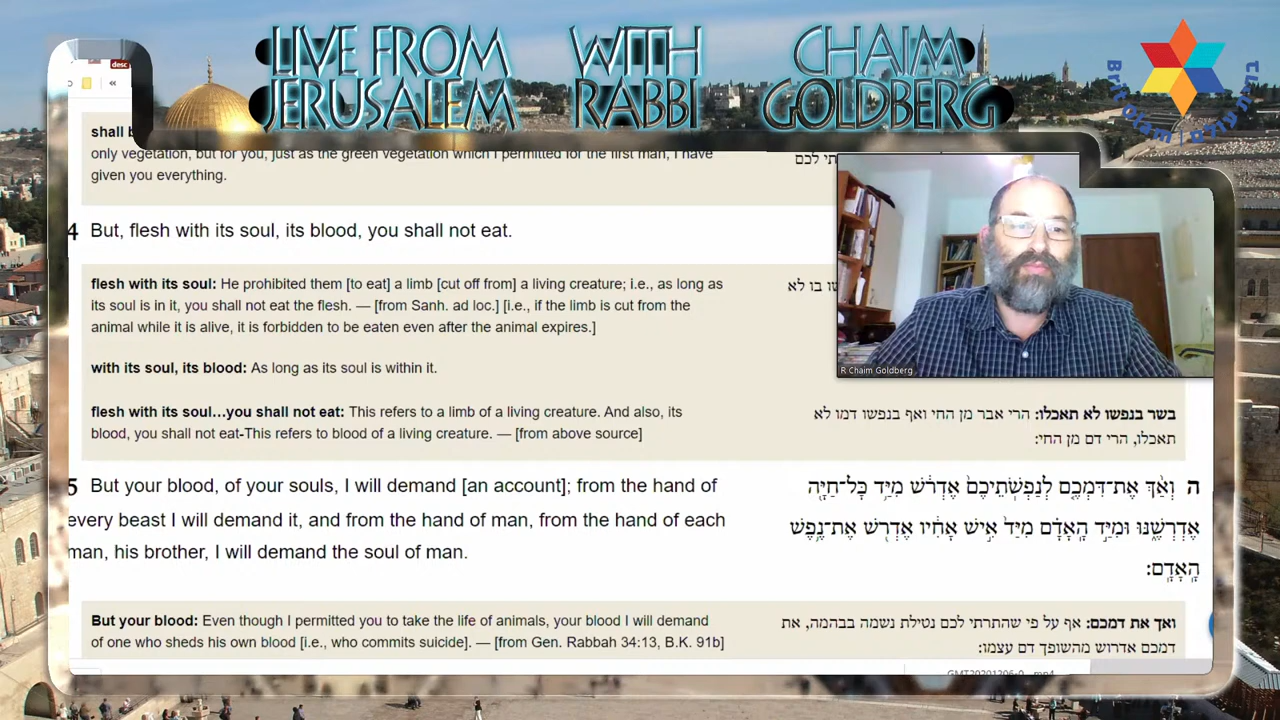 LIVE FROM WITH CHAIM
JERUSALEM RABBI GOLDBERG
Brit Olam | ברית עולם
desc
«
shall b
only vegetation, but for you, just as the green vegetation which I permitted for the first man, I have
given you everything.
תי לכם
4 But, flesh with its soul, its blood, you shall not eat.
flesh with its soul: He prohibited them [to eat] a limb [cut off from] a living creature; i.e., as long as
its soul is in it, you shall not eat the flesh. — [from Sanh. ad loc.] [i.e., if the limb is cut from the
animal while it is alive, it is forbidden to be eaten even after the animal expires.]
שו בו לא
with its soul, its blood: As long as its soul is within it.
R Chaim Goldberg
flesh with its soul…you shall not eat: This refers to a limb of a living creature. And also, its
blood, you shall not eat-This refers to blood of a living creature. — [from above source]
בשר בנפשו לא תאכלו: הרי אבר מן החי ואף בנפשו דמו לא
תאכלו, הרי דם מן החי:
5 But your blood, of your souls, I will demand [an account]; from the hand of
every beast I will demand it, and from the hand of man, from the hand of each
man, his brother, I will demand the soul of man.
ה וְאַ֨ךְ אֶת־דִּמְכֶ֤ם לְנַפְשֹֽׁתֵיכֶם֙ אֶדְרֹ֔שׁ מִיַּ֥ד כָּל־חַיָּ֖ה
אֶדְרְשֶׁ֑נּוּ וּמִיַּ֣ד הָֽאָדָ֗ם מִיַּד֙ אִ֣ישׁ אָחִ֔יו אֶדְרֹ֖שׁ אֶת־נֶ֥פֶשׁ
הָֽאָדָֽם:
But your blood: Even though I permitted you to take the life of animals, your blood I will demand
of one who sheds his own blood [i.e., who commits suicide]. — [from Gen. Rabbah 34:13, B.K. 91b]
ואך את דמכם: אף על פי שהתרתי לכם נטילת נשמה בבהמה, את
דמכם אדרוש מהשופך דם עצמו: